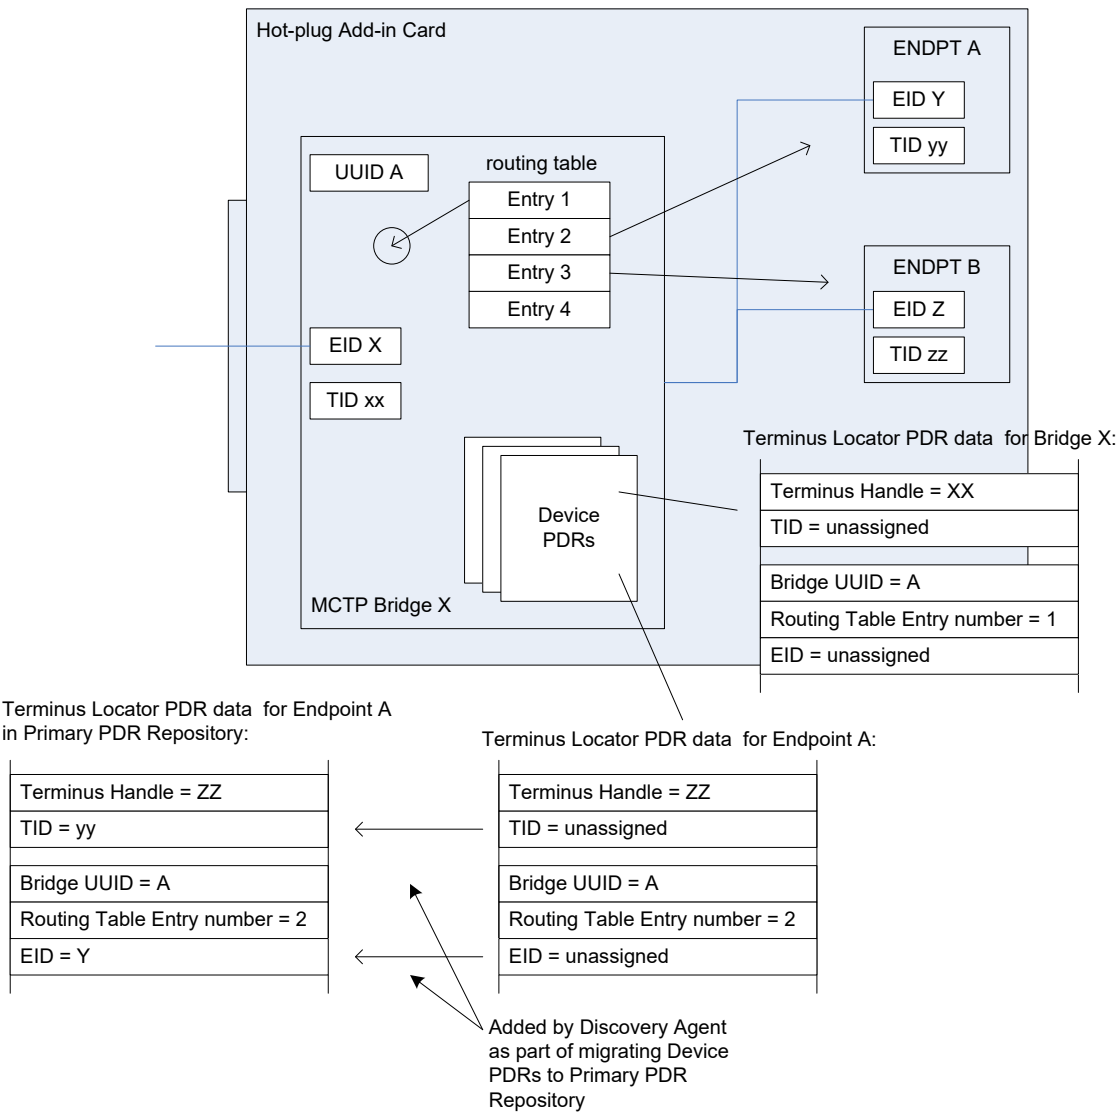 Hot-plug Add-in Card
ENDPT A
EID Y
TID yy
UUID A
routing table
Entry 1
Entry 2
Entry 3
Entry 4
ENDPT B
EID Z
TID zz
EID X
TID xx
Device
PDRs
MCTP Bridge X
Terminus Locator PDR data  for Bridge X:
Terminus Handle = XX
TID = unassigned
Bridge UUID = A
Routing Table Entry number = 1
EID = unassigned
Terminus Locator PDR data  for Endpoint A
in Primary PDR Repository:
Terminus Handle = ZZ
TID = yy
Bridge UUID = A
Routing Table Entry number = 2
EID = Y
Terminus Locator PDR data  for Endpoint A:
Terminus Handle = ZZ
TID = unassigned
Bridge UUID = A
Routing Table Entry number = 2
EID = unassigned
Added by Discovery Agent
as part of migrating Device
PDRs to Primary PDR
Repository